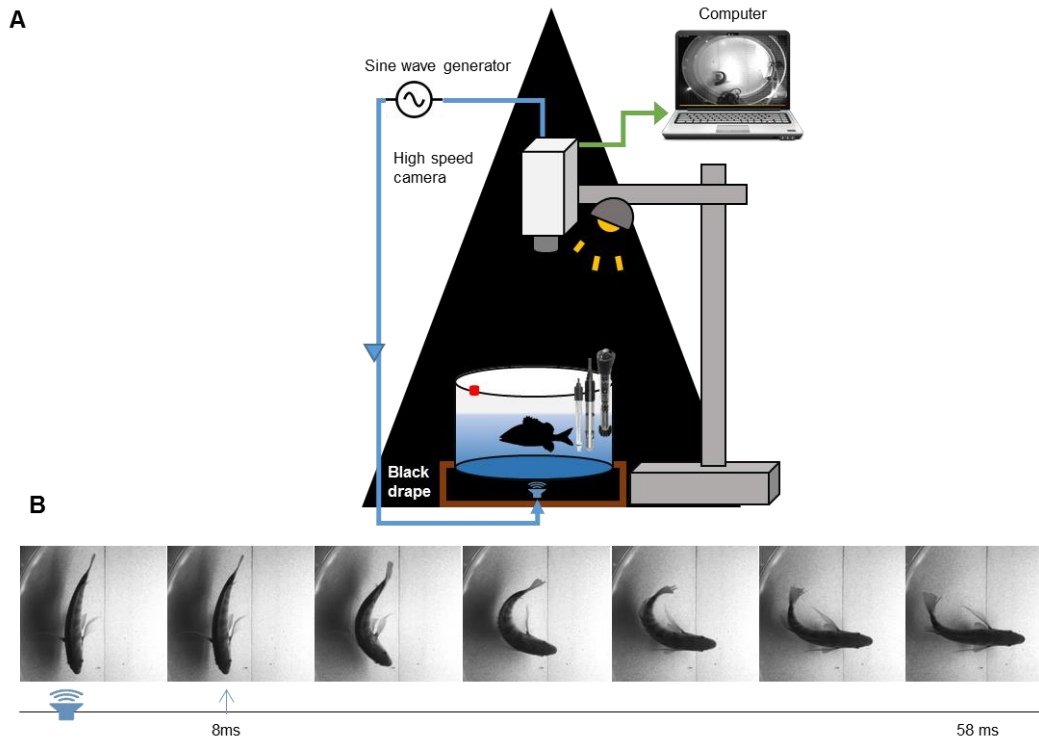 A
Computer
Sine wave generator
High speed
camera
Black
drape
B
8ms
58 ms